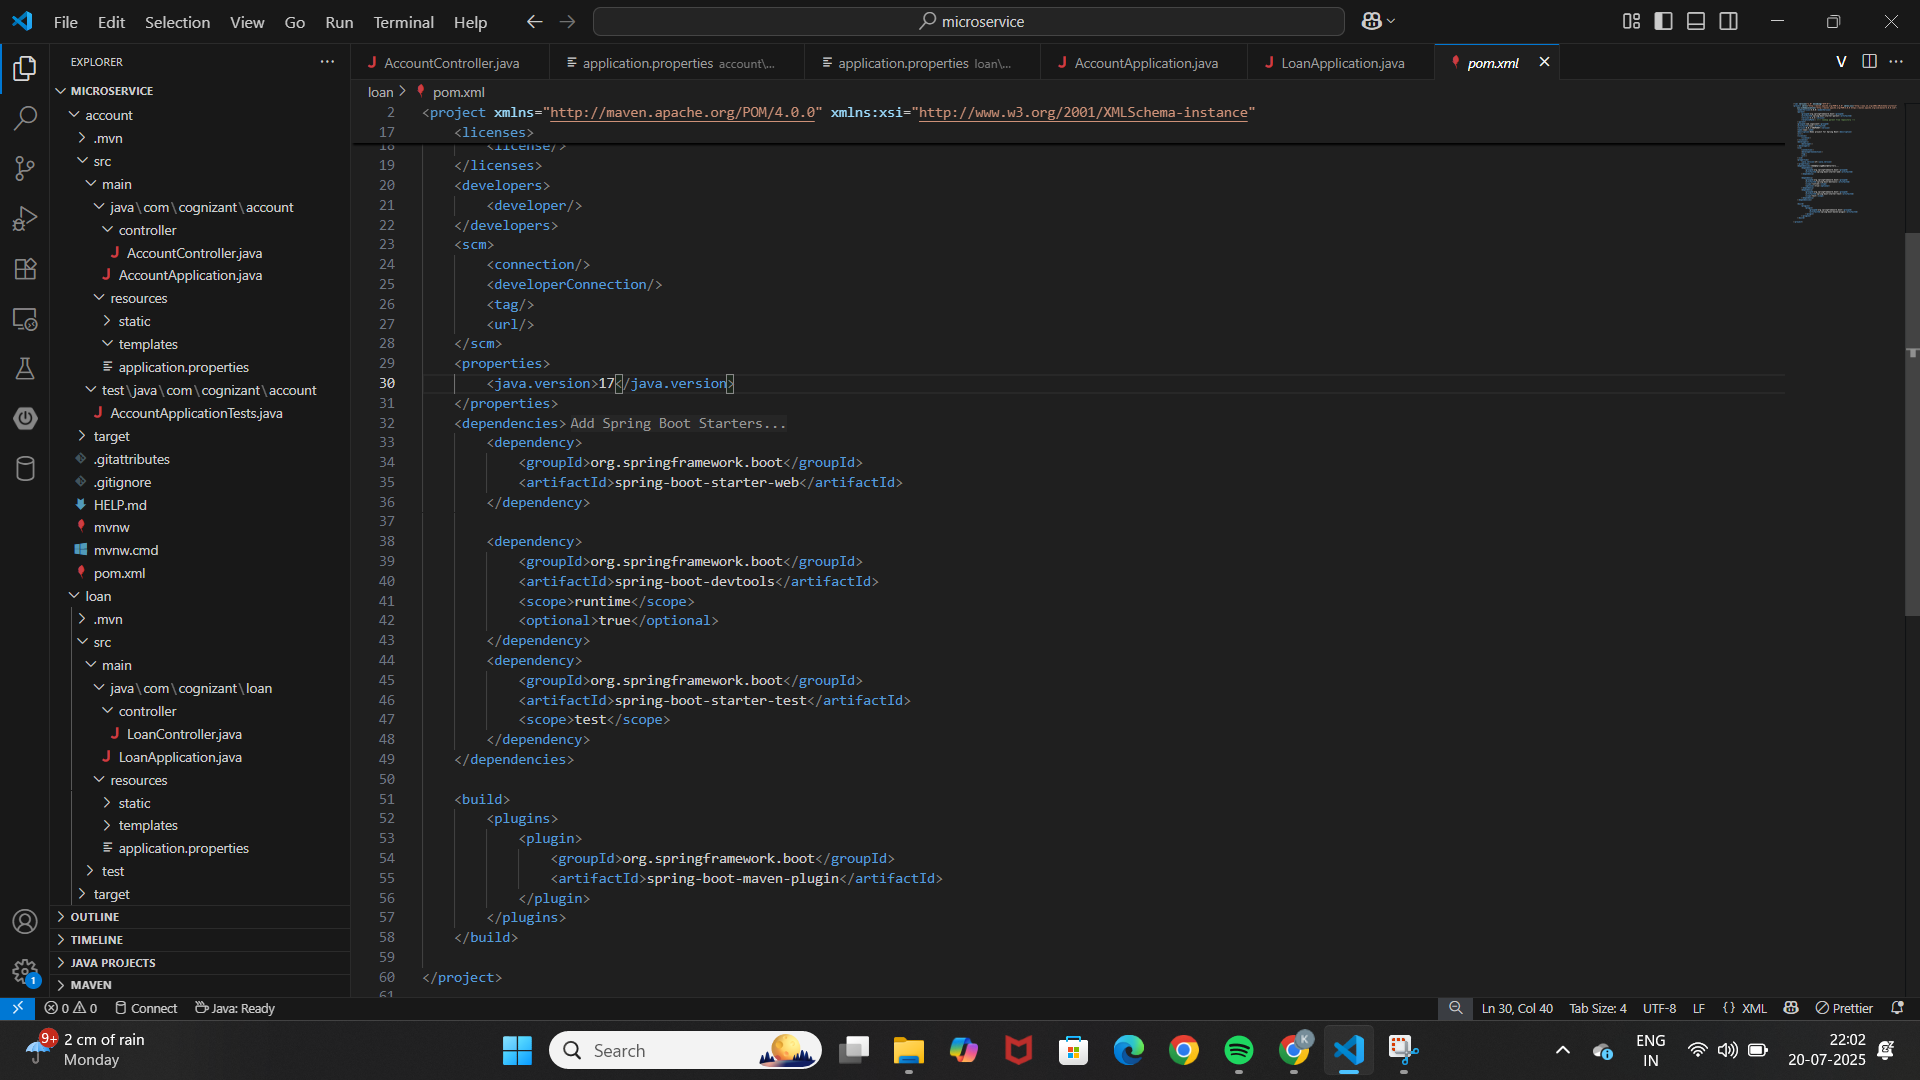 File Edit Selection View Go Run Terminal Help
microservice
EXPLORER
MICROSERVICE
account
.mvn
src
main
java\com\cognizant\account
controller
AccountController.java
AccountApplication.java
resources
static
templates
application.properties
test\java\com\cognizant\account
AccountApplicationTests.java
target
.gitattributes
.gitignore
HELP.md
mvnw
mvnw.cmd
pom.xml
loan
.mvn
src
main
java\com\cognizant\loan
controller
LoanController.java
LoanApplication.java
resources
static
templates
application.properties
test
target
OUTLINE
TIMELINE
JAVA PROJECTS
MAVEN
AccountController.java application.properties account\... application.properties loan\... AccountApplication.java LoanApplication.java pom.xml
loan > pom.xml
2 <project xmlns="http://maven.apache.org/POM/4.0.0" xmlns:xsi="http://www.w3.org/2001/XMLSchema-instance"
17 <licenses>
18 <license/>
19 </licenses>
20 <developers>
21 <developer/>
22 </developers>
23 <scm>
24 <connection/>
25 <developerConnection/>
26 <tag/>
27 <url/>
28 </scm>
29 <properties>
30 <java.version>17</java.version>
31 </properties>
32 <dependencies> Add Spring Boot Starters...
33 <dependency>
34 <groupId>org.springframework.boot</groupId>
35 <artifactId>spring-boot-starter-web</artifactId>
36 </dependency>
37
38 <dependency>
39 <groupId>org.springframework.boot</groupId>
40 <artifactId>spring-boot-devtools</artifactId>
41 <scope>runtime</scope>
42 <optional>true</optional>
43 </dependency>
44 <dependency>
45 <groupId>org.springframework.boot</groupId>
46 <artifactId>spring-boot-starter-test</artifactId>
47 <scope>test</scope>
48 </dependency>
49 </dependencies>
50
51 <build>
52 <plugins>
53 <plugin>
54 <groupId>org.springframework.boot</groupId>
55 <artifactId>spring-boot-maven-plugin</artifactId>
56 </plugin>
57 </plugins>
58 </build>
59
60 </project>
61
1
0 0 Connect Java: Ready Ln 30, Col 40 Tab Size: 4 UTF-8 LF {} XML Prettier
9+ 2 cm of rain
Monday
Search
K
ENG
IN
22:02
20-07-2025